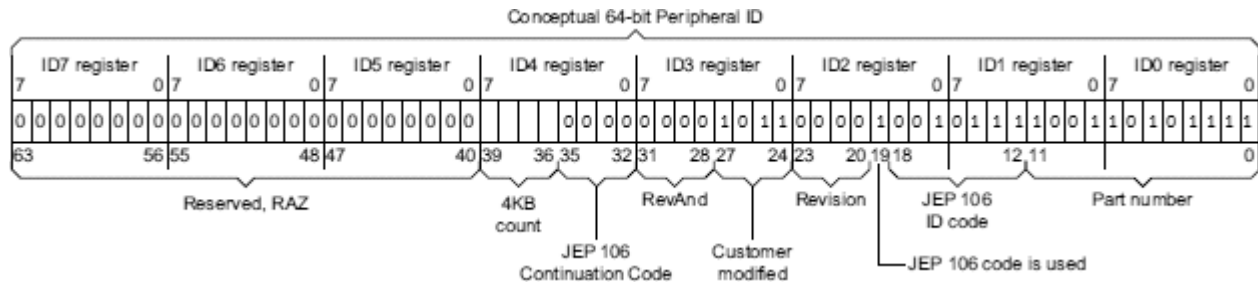 Conceptual 64-bit Peripheral ID
ID7 register ID6 register ID5 register ID4 register ID3 register ID2 register ID1 register ID0 register
7 0 7 0 7 0 7 0 7 0 7 0 7 0 7 0
0 0 0 0 0 0 0 0 0 0 0 0 0 0 0 0 0 0 0 0 0 0 0 0 0 0 0 0 0 0 0 0 1 0 1 1 0 0 0 0 1 0 0 1 0 1 1 1 1 0 0 1 1 0 1 0 1 1 1 1
63 56 55 48 47 40 39 36 35 32 31 28 27 24 23 20 19 18 12 11 0
Reserved, RAZ
4KB
count
JEP 106
Continuation Code
RevAnd
Customer
modified
Revision
JEP 106 code is used
JEP 106
ID code
Part number